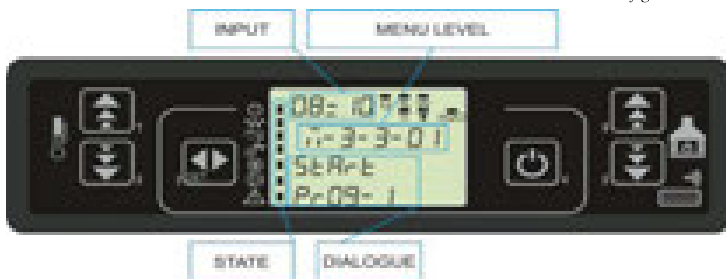 INPUT
MENU LEVEL
08:10
n-3-3-01
StArt
Pr09-1
STATE
DIALOGUE